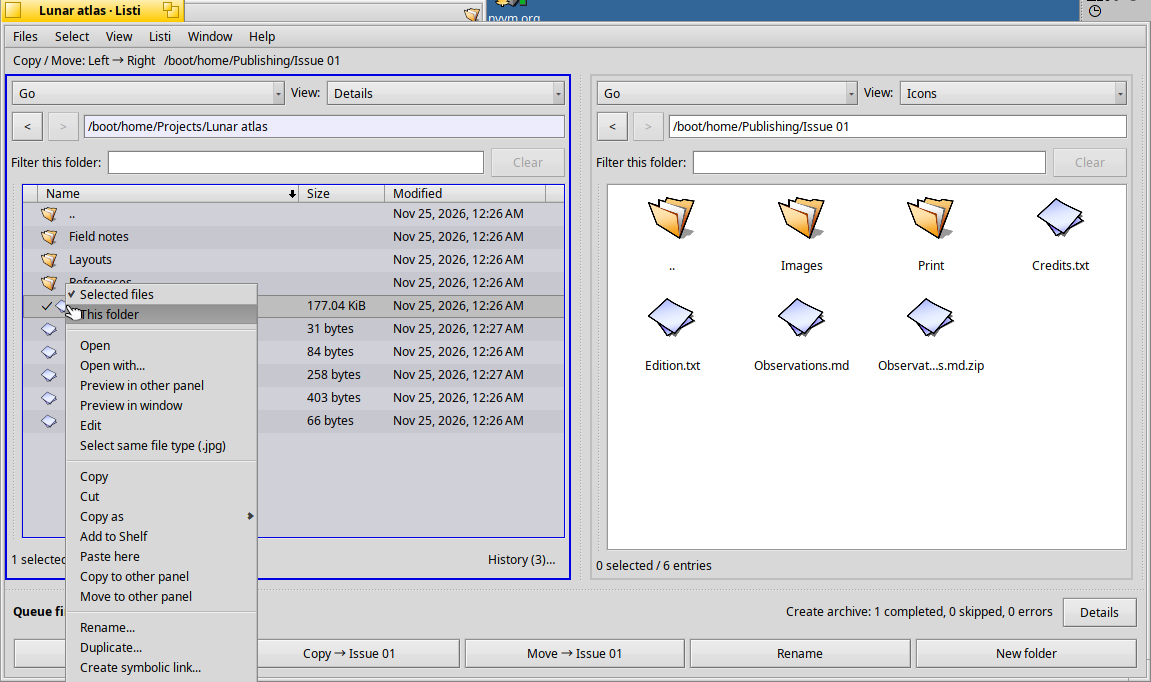 Lunar atlas · Listi
nyym.org
Files Select View Listi Window Help
Copy / Move: Left → Right /boot/home/Publishing/Issue 01
Go View: Details
< > /boot/home/Projects/Lunar atlas
Filter this folder: Clear
Name Size Modified
.. Nov 25, 2026, 12:26 AM
Field notes Nov 25, 2026, 12:26 AM
Layouts Nov 25, 2026, 12:26 AM
References Nov 25, 2026, 12:26 AM
177.04 KiB Nov 25, 2026, 12:26 AM
31 bytes Nov 25, 2026, 12:27 AM
84 bytes Nov 25, 2026, 12:26 AM
258 bytes Nov 25, 2026, 12:27 AM
403 bytes Nov 25, 2026, 12:26 AM
66 bytes Nov 25, 2026, 12:26 AM
1 selected
History (3)...
Selected files
This folder
Open
Open with...
Preview in other panel
Preview in window
Edit
Select same file type (.jpg)
Copy
Cut
Copy as
Add to Shelf
Paste here
Copy to other panel
Move to other panel
Rename...
Duplicate...
Create symbolic link...
Go View: Icons
< > /boot/home/Publishing/Issue 01
Filter this folder: Clear
.. Images Print Credits.txt
Edition.txt Observations.md Observat...s.md.zip
0 selected / 6 entries
Queue Create archive: 1 completed, 0 skipped, 0 errors Details
Copy → Issue 01 Move → Issue 01 Rename New folder